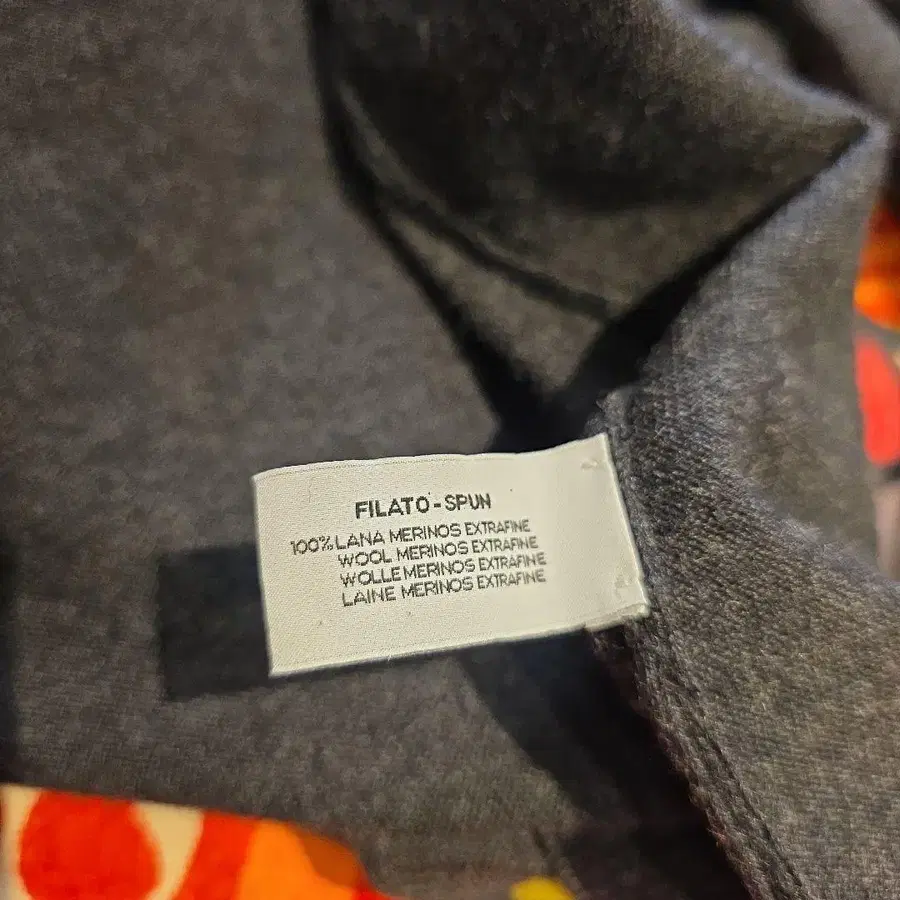 FILATO-SPUN
100% LANA MERINOS EXTRAFINE
WOOL MERINOS EXTRAFINE
WOLLE MERINOS EXTRAFINE
LAINE MERINOS EXTRAFINE